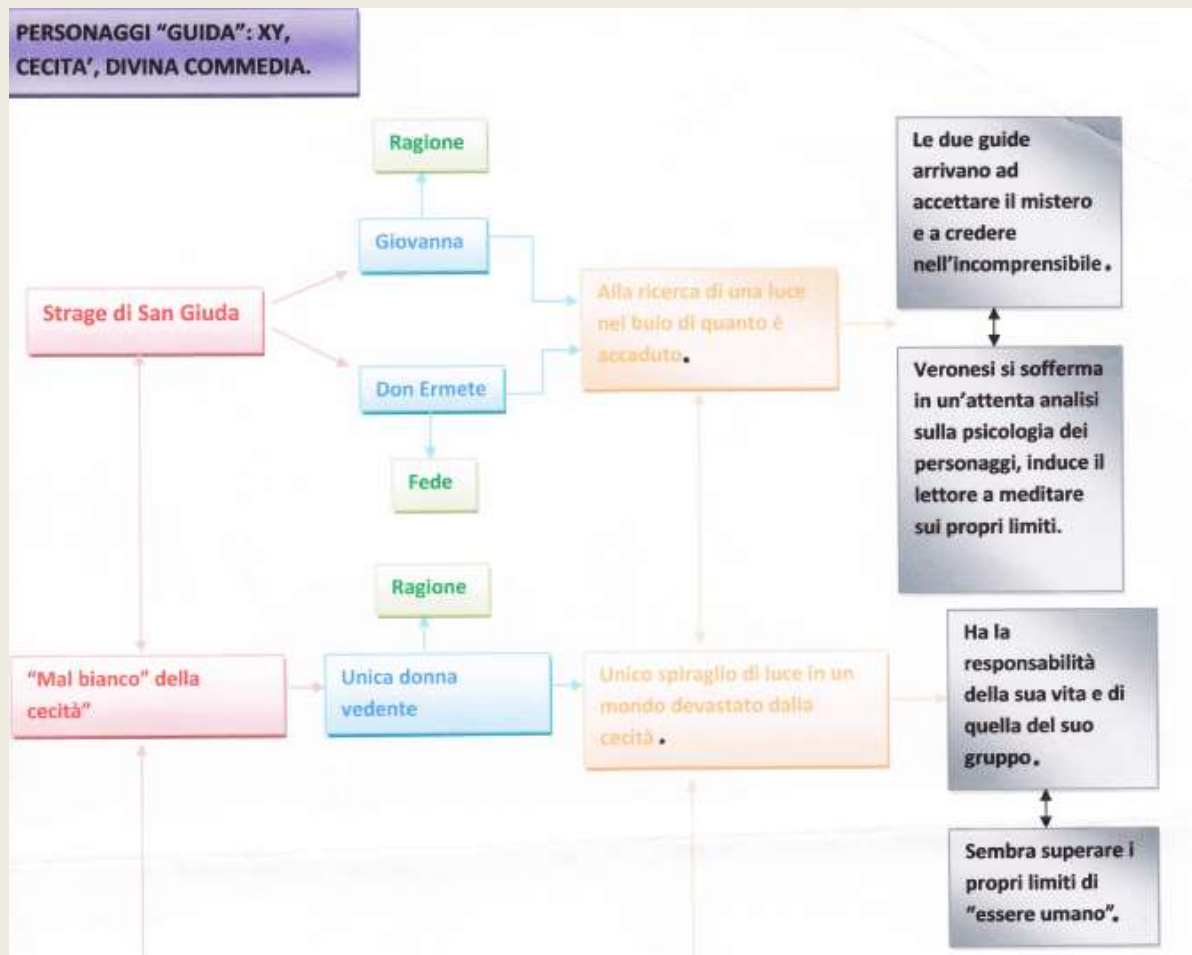 PERSONAGGI “GUIDA”: XY,
CECITA’, DIVINA COMMEDIA.
Ragione
Giovanna
Strage di San Giuda
Don Ermete
Fede
Alla ricerca di una luce
nel buio di quanto è
accaduto.
Le due guide
arrivano ad
accettare il mistero
e a credere
nell’incomprensibile.
Veronesi si sofferma
in un’attenta analisi
sulla psicologia dei
personaggi, induce il
lettore a meditare
sui propri limiti.
Ragione
“Mal bianco” della
cecità”
Unica donna
vedente
Unico spiraglio di luce in un
mondo devastato dalla
cecità.
Ha la
responsabilità
della sua vita e di
quella del suo
gruppo.
Sembra superare i
propri limiti di
“essere umano”.